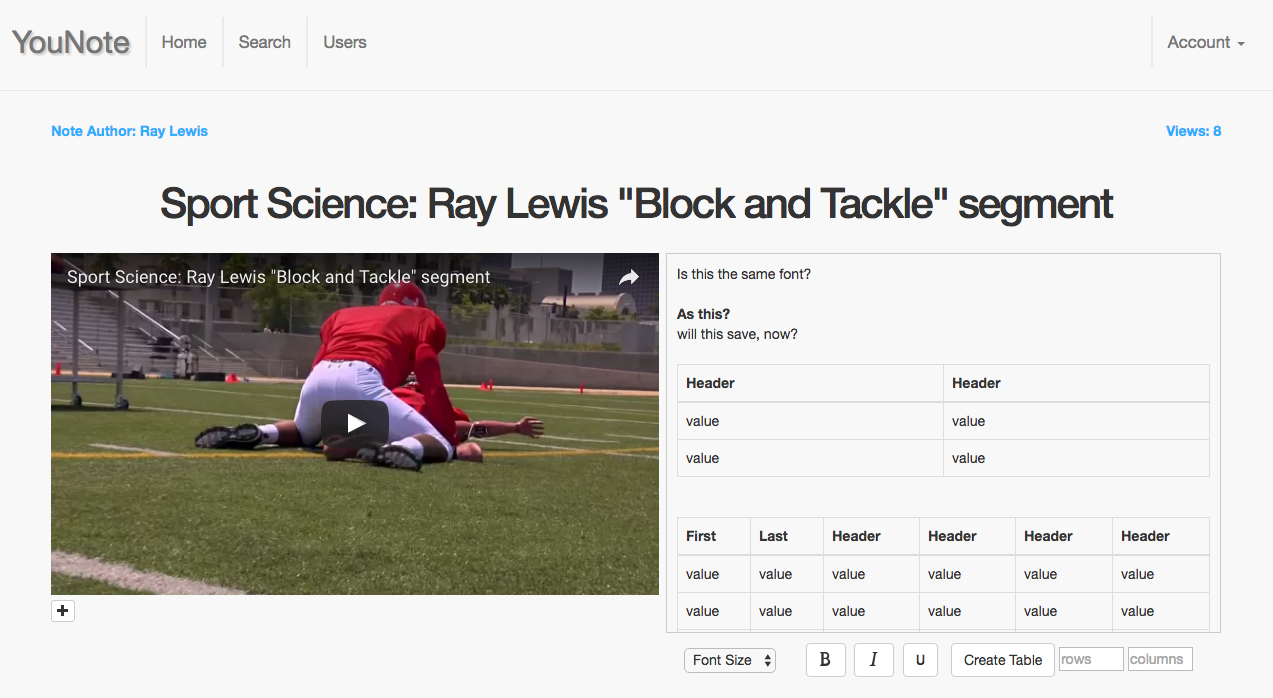 YouNote Home Search Users Account
Note Author: Ray Lewis Views: 8
Sport Science: Ray Lewis "Block and Tackle" segment
Sport Science: Ray Lewis "Block and Tackle" segment
Is this the same font?
As this?
will this save, now?
Header Header
value value
value value
First Last Header Header Header Header
value value value value value value
value value value value value value
+
Font Size B I U Create Table rows columns